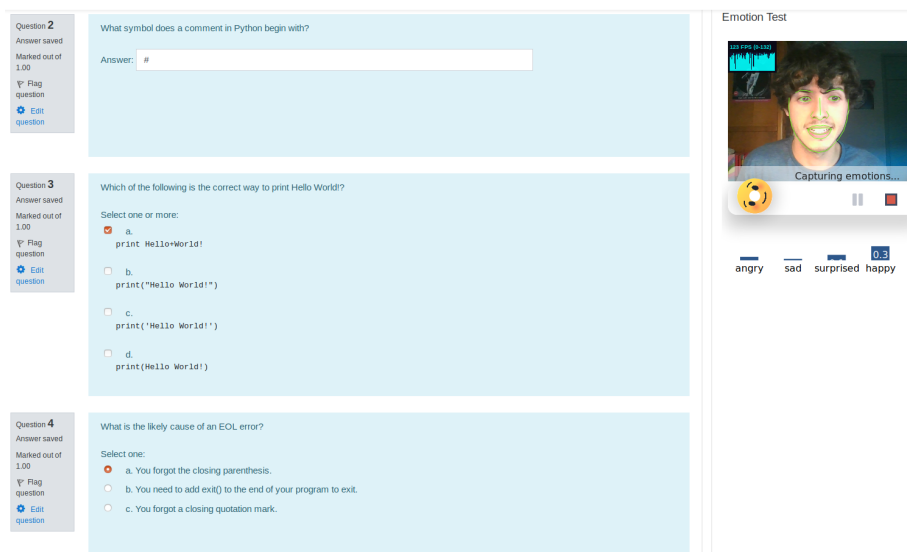 Question 2
Answer saved
Marked out of
1.00
Flag
question
Edit
question
What symbol does a comment in Python begin with?
Answer: #
Question 3
Answer saved
Marked out of
1.00
Flag
question
Edit
question
Which of the following is the correct way to print Hello World!?
Select one or more:
a.
print Hello+World!
b.
print("Hello World!")
c.
print('Hello World!')
d.
print(Hello World!)
Question 4
Answer saved
Marked out of
1.00
Flag
question
Edit
question
What is the likely cause of an EOL error?
Select one:
a. You forgot the closing parenthesis.
b. You need to add exit() to the end of your program to exit.
c. You forgot a closing quotation mark.
Emotion Test
123 FPS (0-132)
Capturing emotions...
0.3
angry sad surprised happy